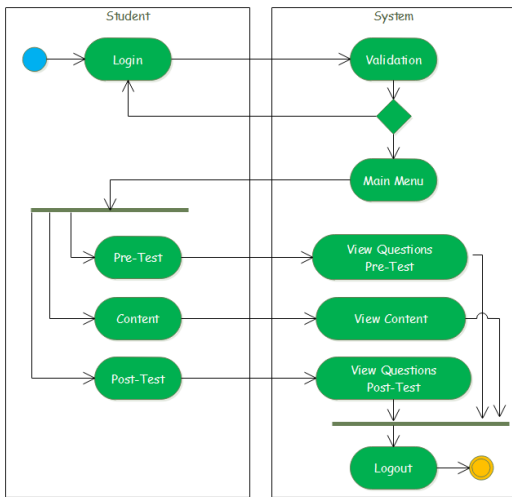 Student
System
Login
Validation
Main Menu
Pre-Test
View Questions
Pre-Test
Content
View Content
Post-Test
View Questions
Post-Test
Logout